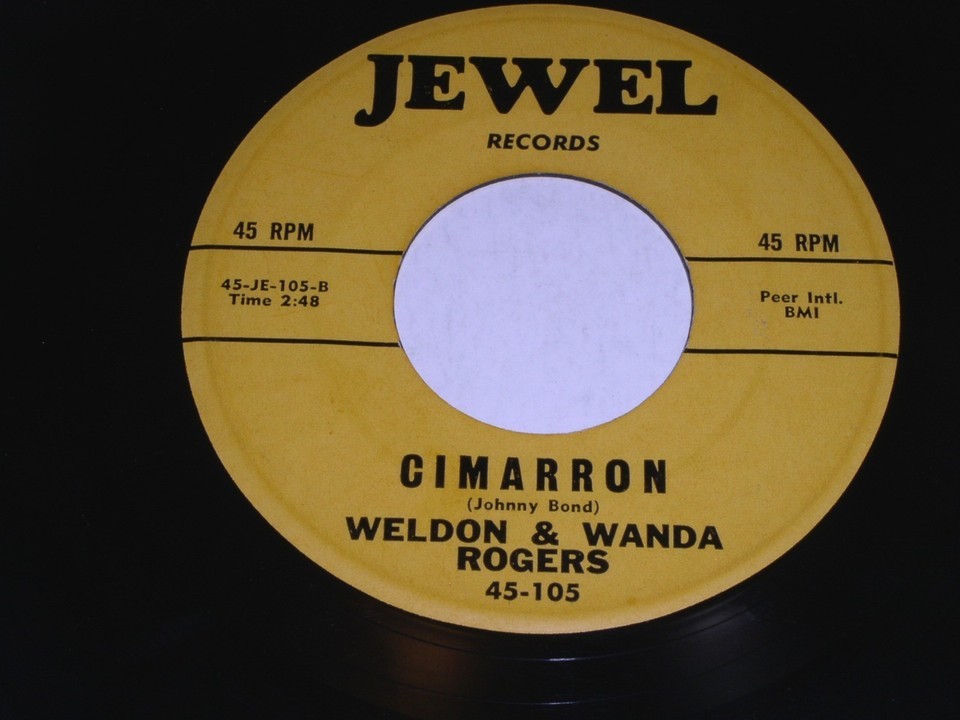 JEWEL
RECORDS
45 RPM
45 RPM
45-JE-105-B
Time 2:48
Peer Intl.
BMI
CIMARRON
(Johnny Bond)
WELDON & WANDA
ROGERS
45-105